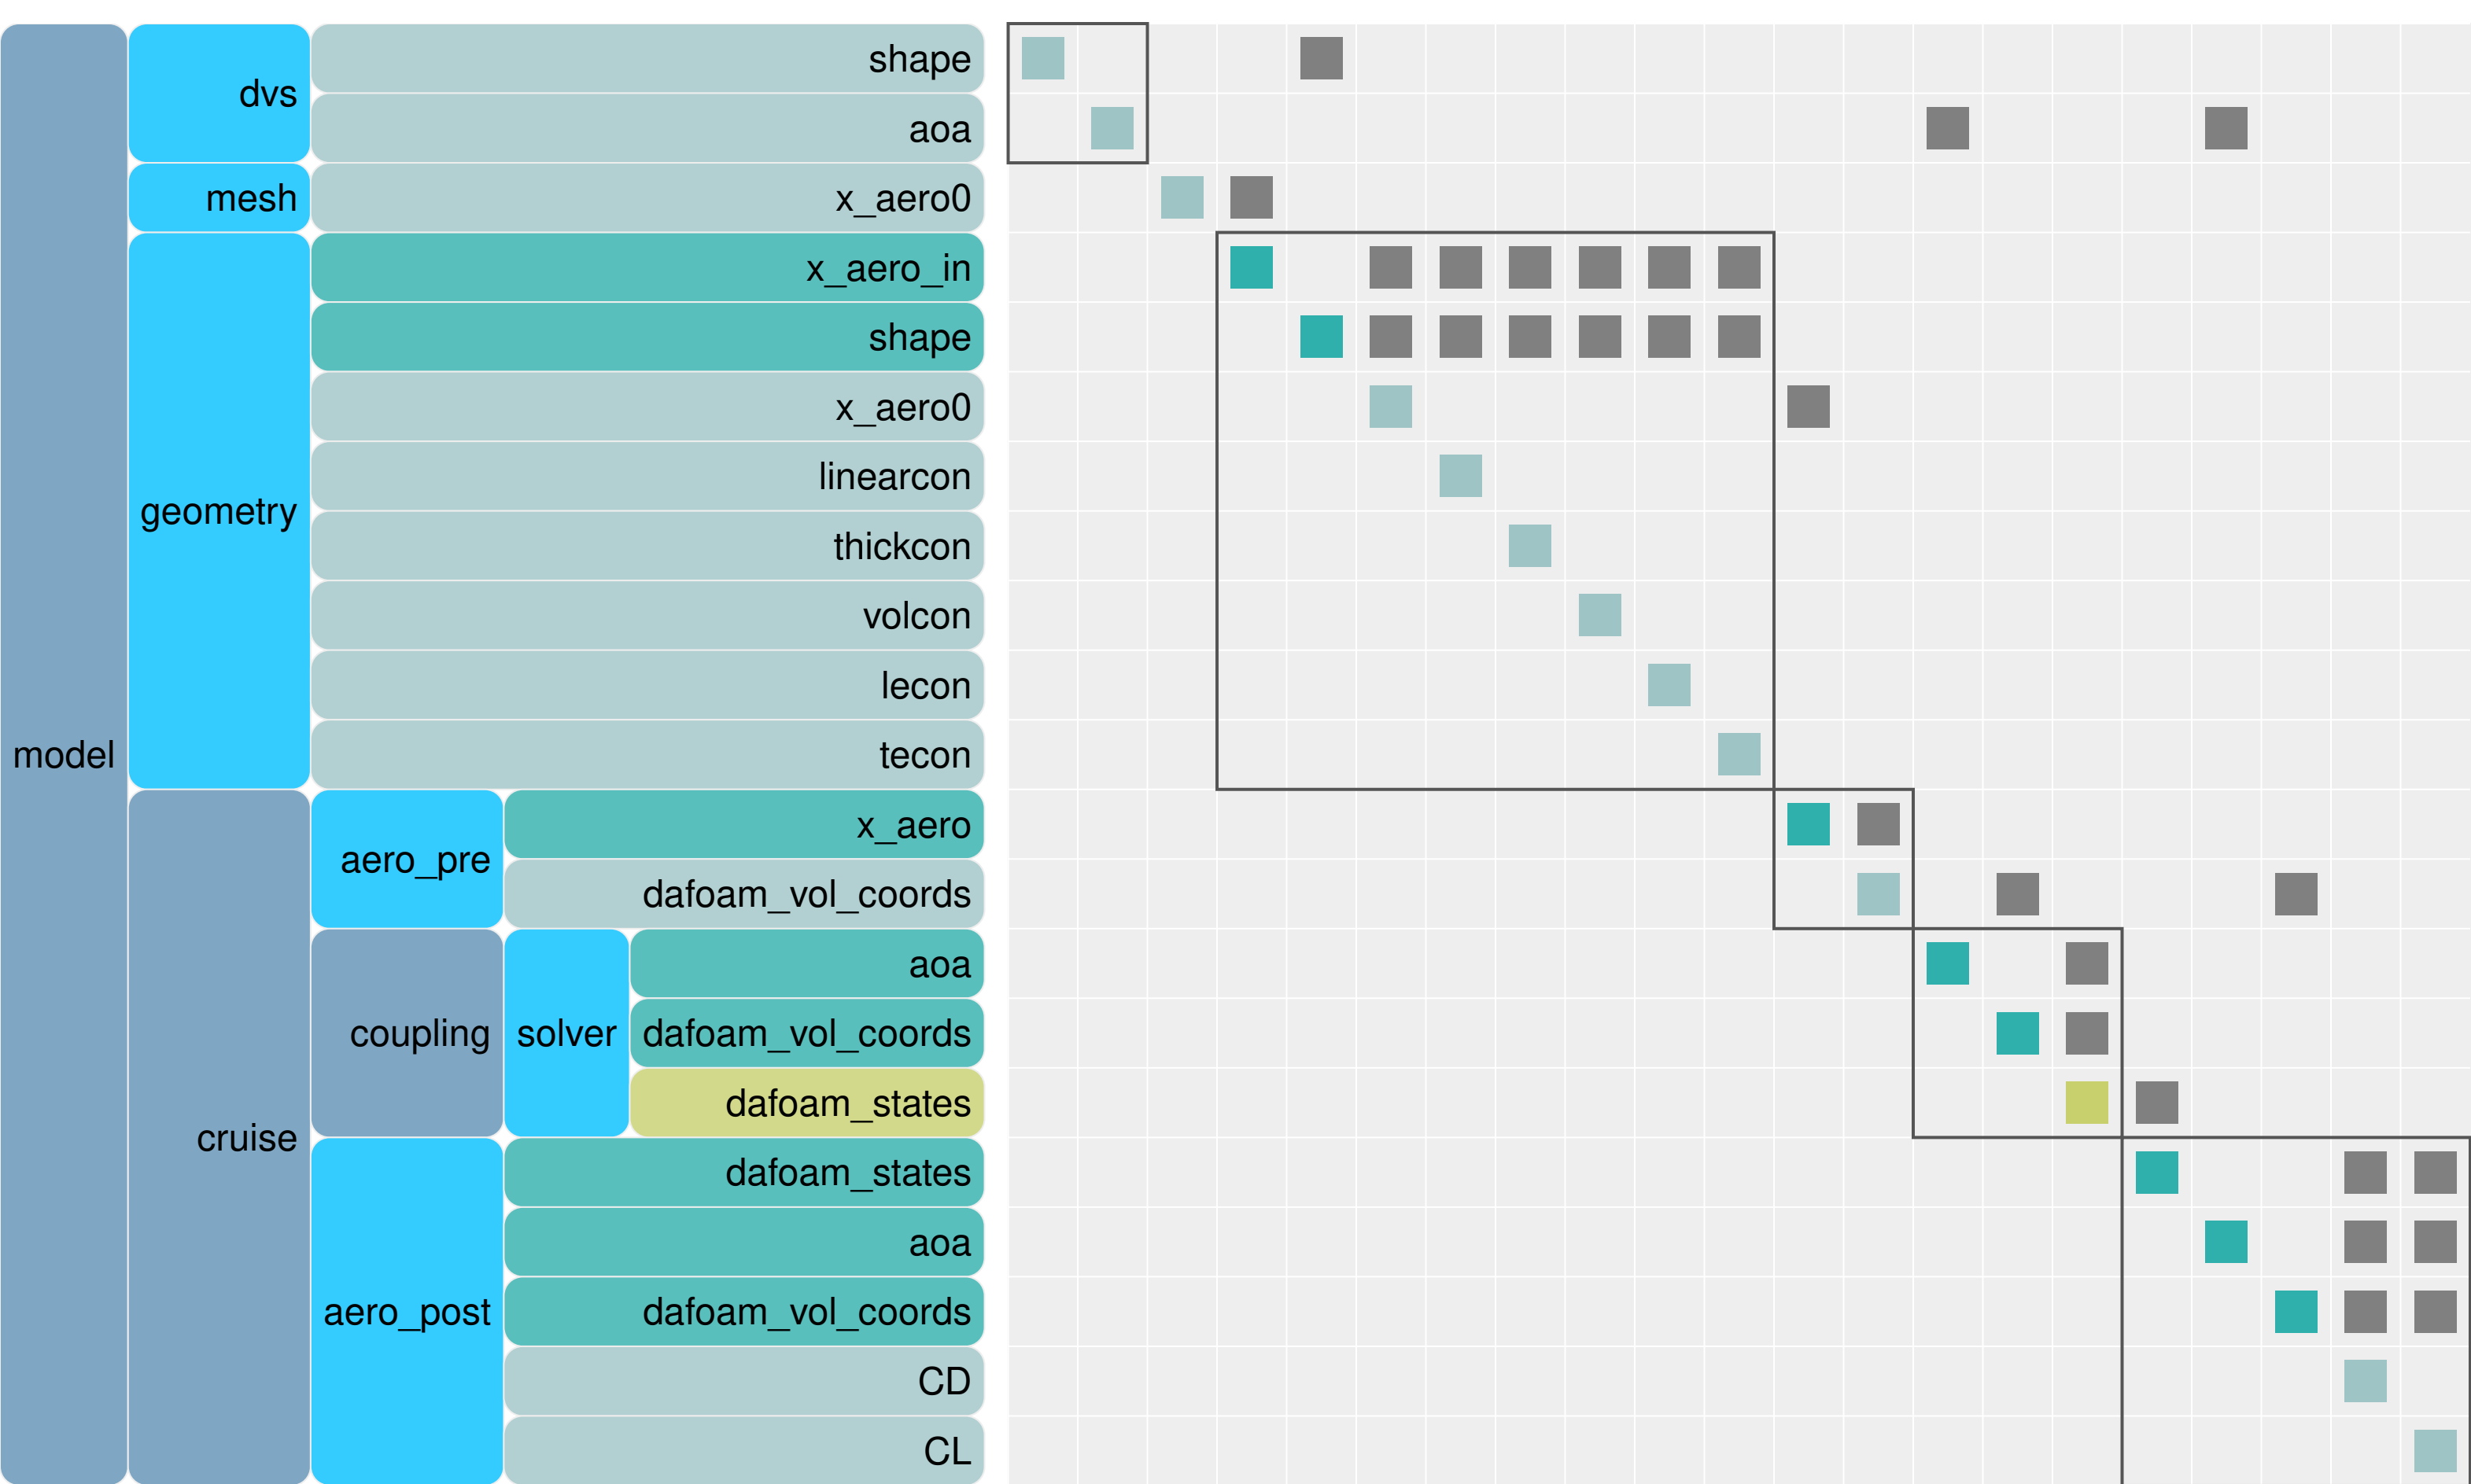 model
dvs
shape
aoa
mesh
x_aero0
geometry
x_aero_in
shape
x_aero0
linearcon
thickcon
volcon
lecon
tecon
cruise
aero_pre
x_aero
dafoam_vol_coords
coupling
solver
aoa
dafoam_vol_coords
dafoam_states
aero_post
dafoam_states
aoa
dafoam_vol_coords
CD
CL